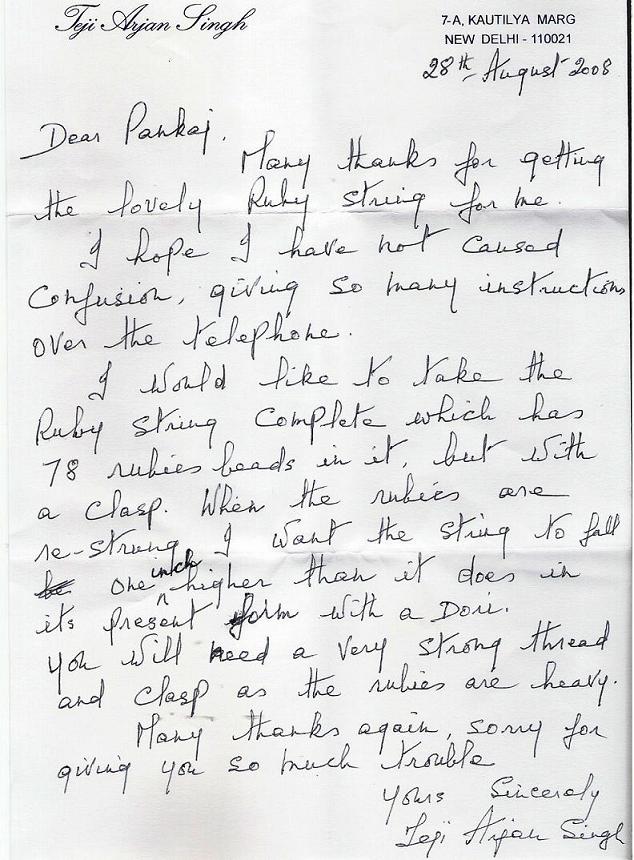 Teji Arjan Singh
7-A, KAUTILYA MARG
NEW DELHI - 110021
28th August 2008
Dear Pankaj.
Many thanks for getting
the lovely Ruby string for me.
I hope I have not caused
Confusion, giving so many instructions
over the telephone.
I would like to take the
Ruby String Complete which has
78 rubies beads in it, but with
a clasp. When the rubies are
re-strung I want the string to fall
one inch higher than it does in
its present form with a Dori.
You will need a very strong thread
and clasp as the rubies are heavy.
Many thanks again, sorry for
giving you so much trouble
Yours Sincerely
Teji Arjan Singh